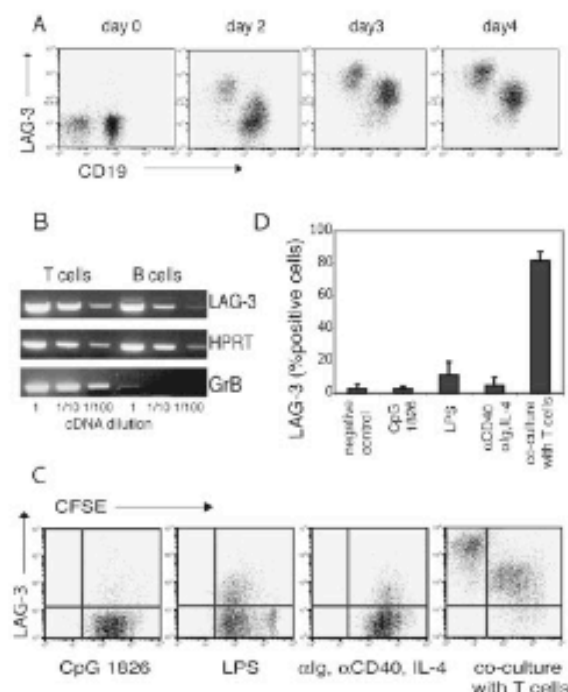 A
day 0
day 2
day3
day4
LAG-3
CD19
B
T cells
B cells
LAG-3
HPRT
GrB
1
1/10
1/100
1
1/10
1/100
cDNA dilution
D
LAG-3 (%positive cells)
100
80
60
40
20
0
negative control
CpG 1826
LPS
αCD40 αIg,IL-4
co-culture with T cells
C
CFSE
LAG-3
CpG 1826
LPS
αIg, αCD40, IL-4
co-culture
with T cells